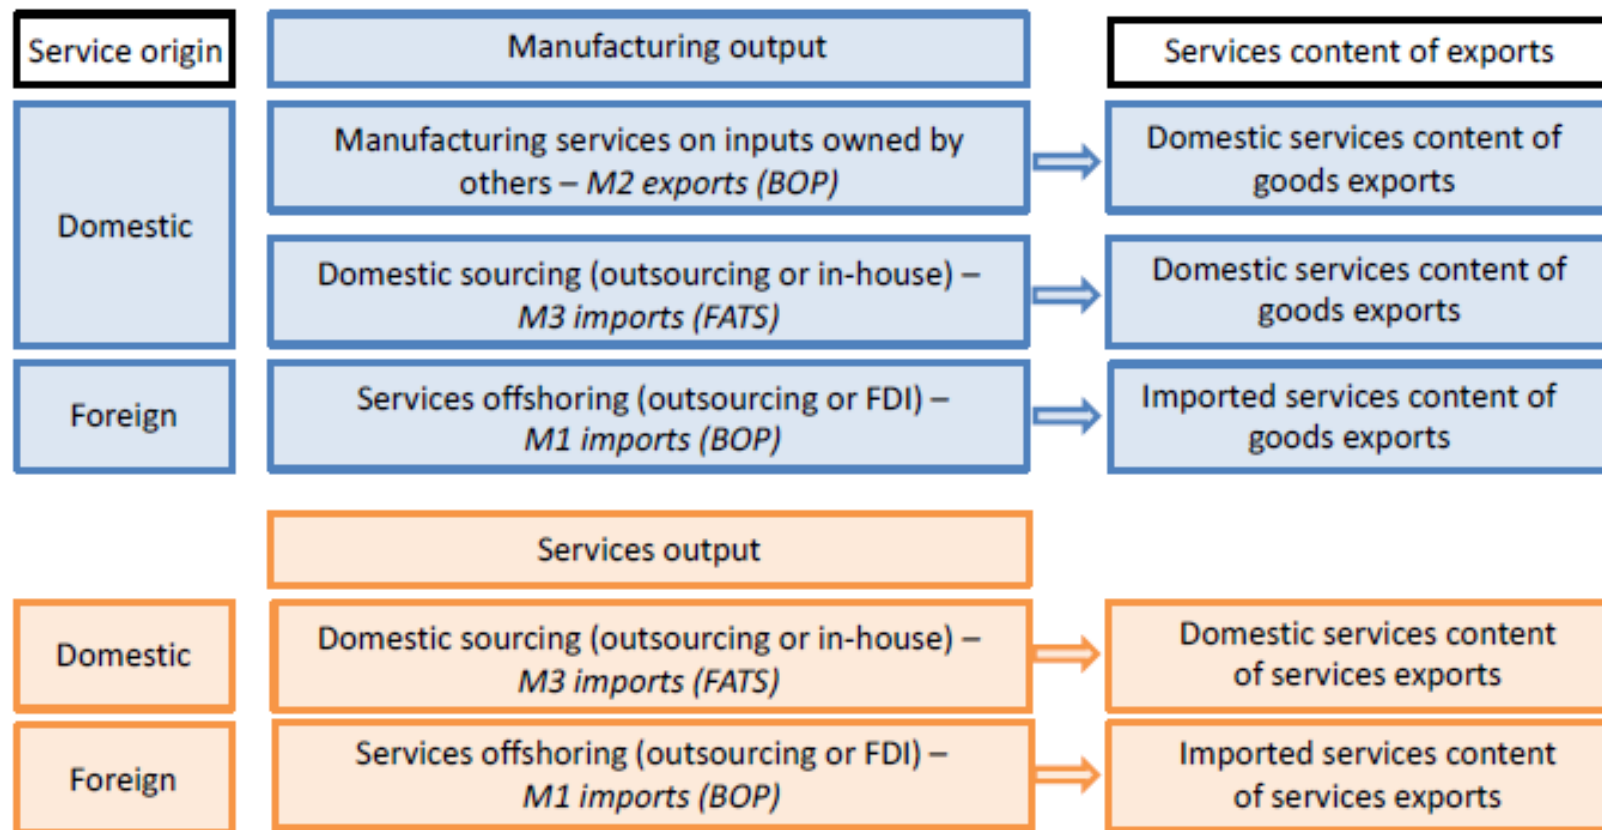 Service origin
Manufacturing output
Services content of exports
Domestic
Manufacturing services on inputs owned by
others – M2 exports (BOP)
Domestic services content of
goods exports
Domestic sourcing (outsourcing or in-house) –
M3 imports (FATS)
Domestic services content of
goods exports
Foreign
Services offshoring (outsourcing or FDI) –
M1 imports (BOP)
Imported services content of
goods exports
Services output
Domestic
Domestic sourcing (outsourcing or in-house) –
M3 imports (FATS)
Domestic services content
of services exports
Foreign
Services offshoring (outsourcing or FDI) –
M1 imports (BOP)
Imported services content
of services exports